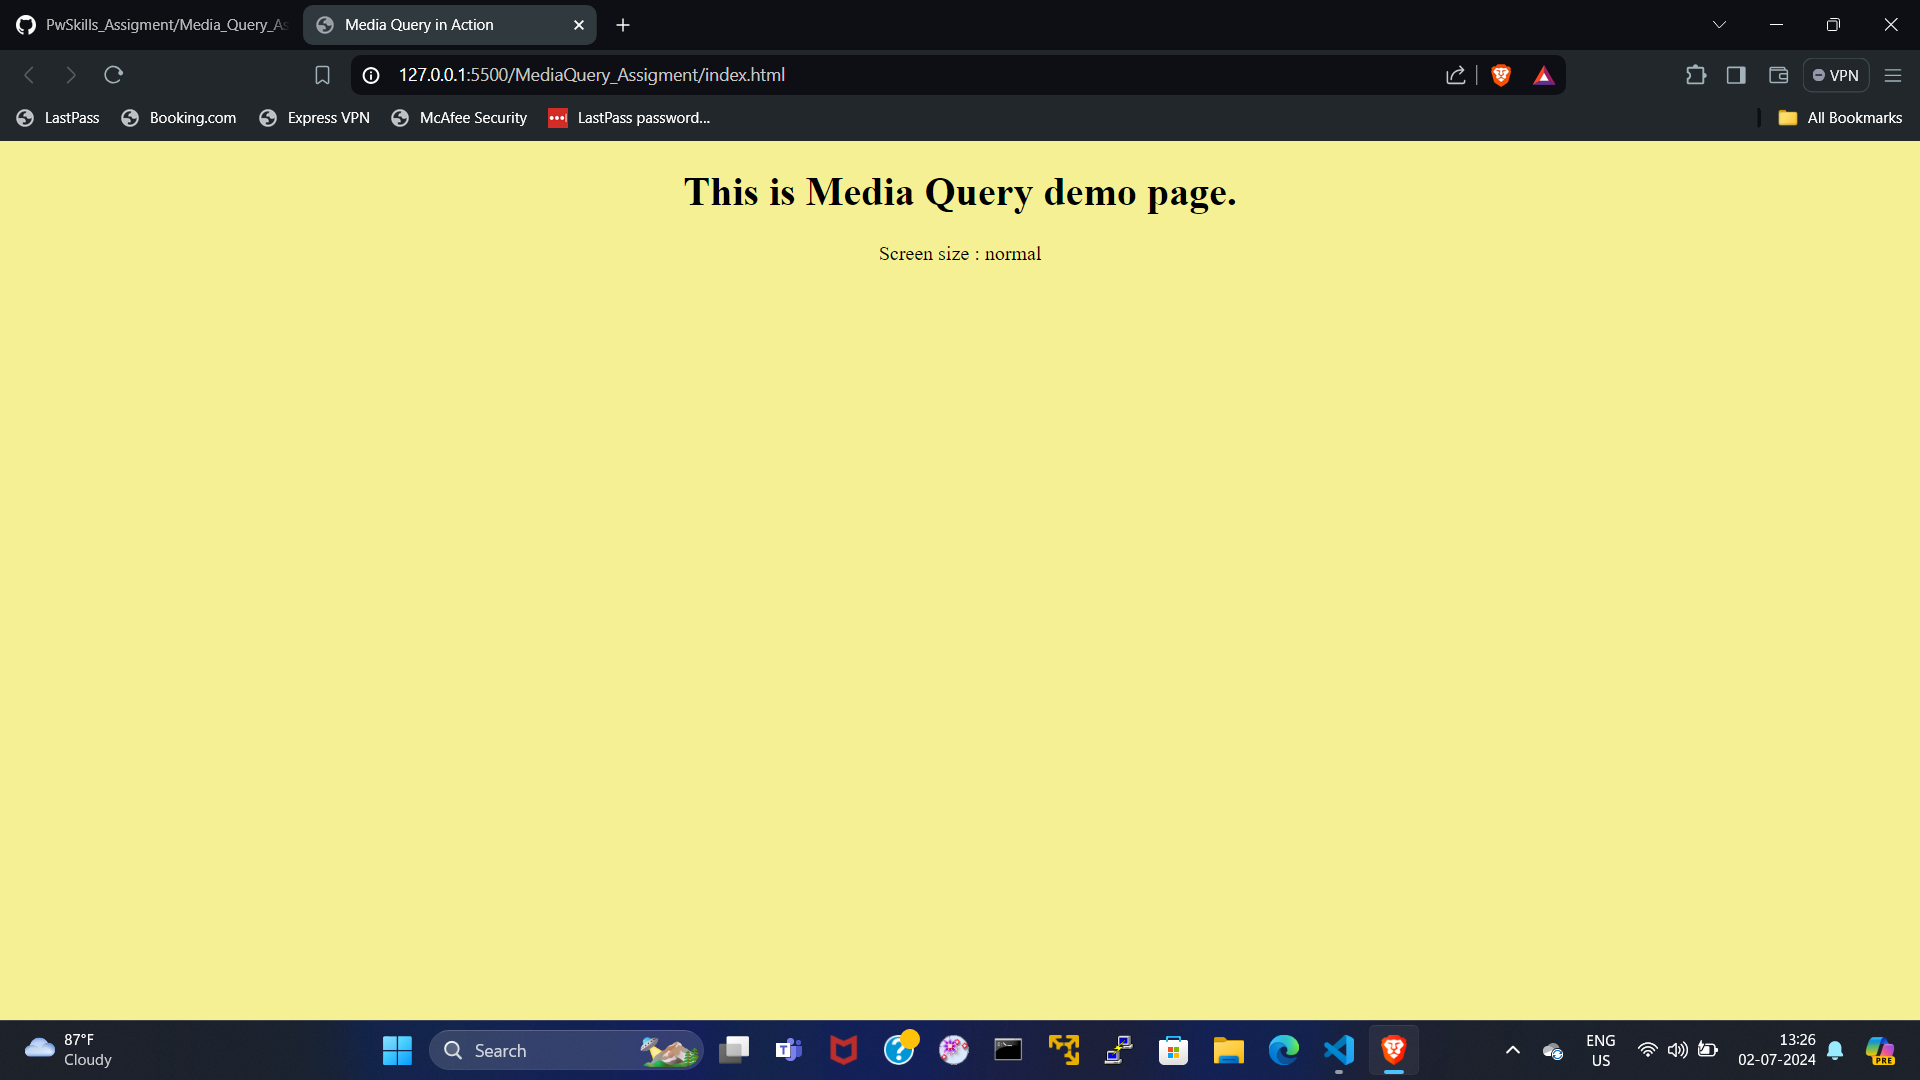 PwSkills_Assigment/Media_Query_As
Media Query in Action
127.0.0.1:5500/MediaQuery_Assigment/index.html
VPN
LastPass
Booking.com
Express VPN
McAfee Security
LastPass password...
All Bookmarks
This is Media Query demo page.
Screen size : normal
87°F
Cloudy
Search
ENG
US
13:26
02-07-2024
PRE